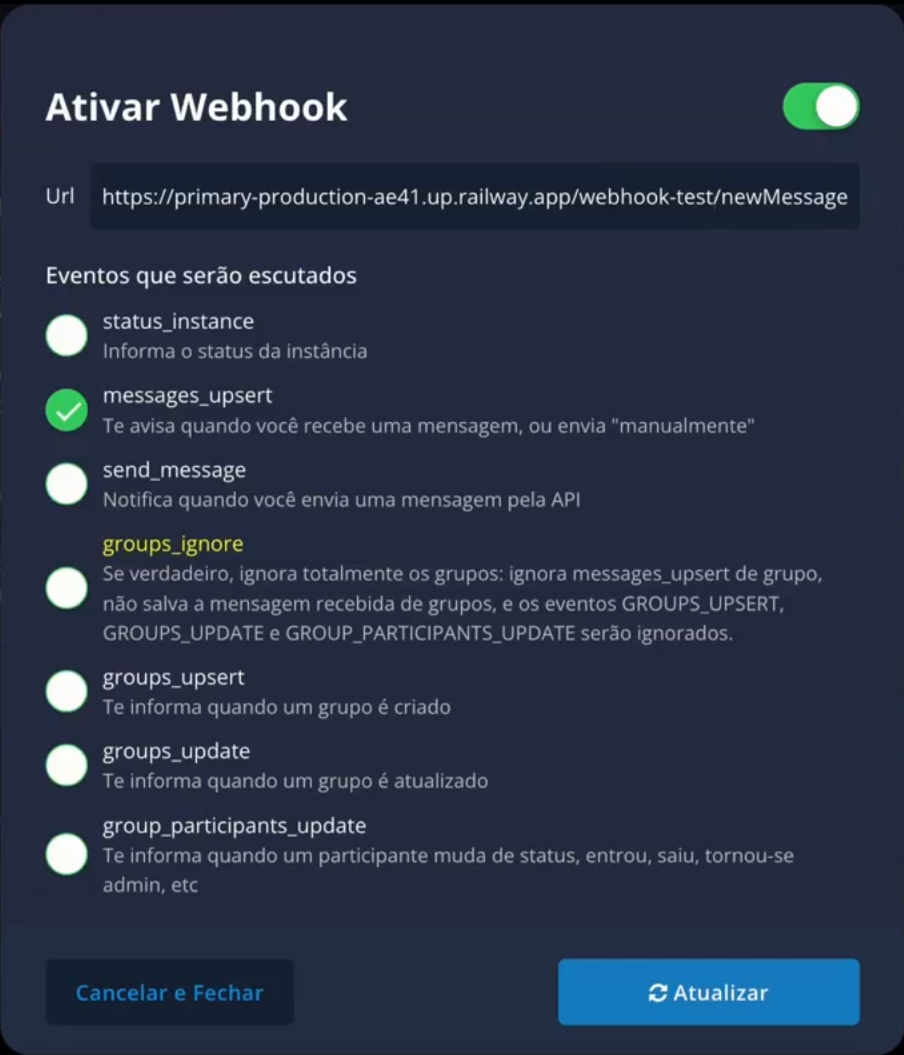 Ativar Webhook
Url https://primary-production-ae41.up.railway.app/webhook-test/newMessage
Eventos que serão escutados
status_instance
Informa o status da instância
messages_upsert
Te avisa quando você recebe uma mensagem, ou envia "manualmente"
send_message
Notifica quando você envia uma mensagem pela API
groups_ignore
Se verdadeiro, ignora totalmente os grupos: ignora messages_upsert de grupo,
não salva a mensagem recebida de grupos, e os eventos GROUPS_UPSERT,
GROUPS_UPDATE e GROUP_PARTICIPANTS_UPDATE serão ignorados.
groups_upsert
Te informa quando um grupo é criado
groups_update
Te informa quando um grupo é atualizado
group_participants_update
Te informa quando um participante muda de status, entrou, saiu, tornou-se
admin, etc
Cancelar e Fechar
Atualizar